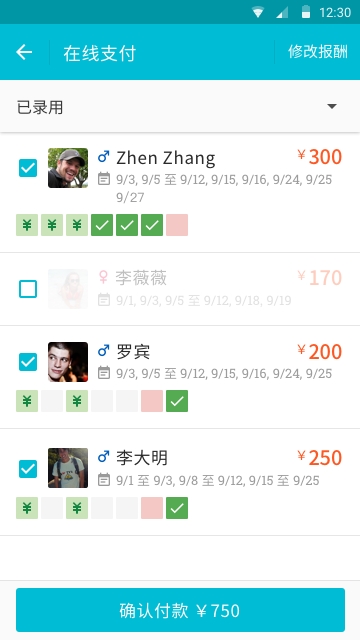 12:30
在线支付 修改报酬
已录用
Zhen Zhang ￥300
9/3, 9/5 至 9/12, 9/15, 9/16, 9/24, 9/25
9/27
￥ ￥ ￥
李薇薇 ￥170
9/1, 9/3, 9/5 至 9/12, 9/18, 9/19
罗宾 ￥200
9/3, 9/5 至 9/12, 9/15, 9/16, 9/24, 9/25
￥ ￥
李大明 ￥250
9/1 至 9/3, 9/8 至 9/12, 9/15 至 9/25
￥ ￥
确认付款 ￥750